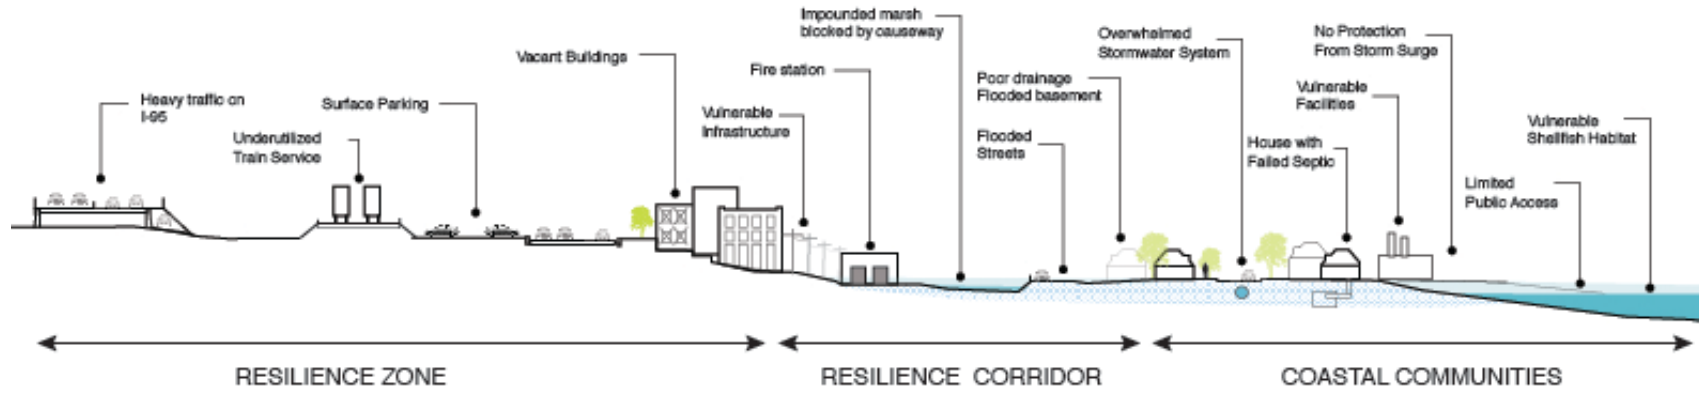 Heavy traffic on
I-95
Underutilized
Train Service
Surface Parking
Vacant Buildings
Vulnerable
Infrastructure
Fire station
Impounded marsh
blocked by causeway
Poor drainage
Flooded basement
Flooded
Streets
Overwhelmed
Stormwater System
House with
Failed Septic
Vulnerable
Facilities
No Protection
From Storm Surge
Limited
Public Access
Vulnerable
Shellfish Habitat
RESILIENCE ZONE
RESILIENCE CORRIDOR
COASTAL COMMUNITIES